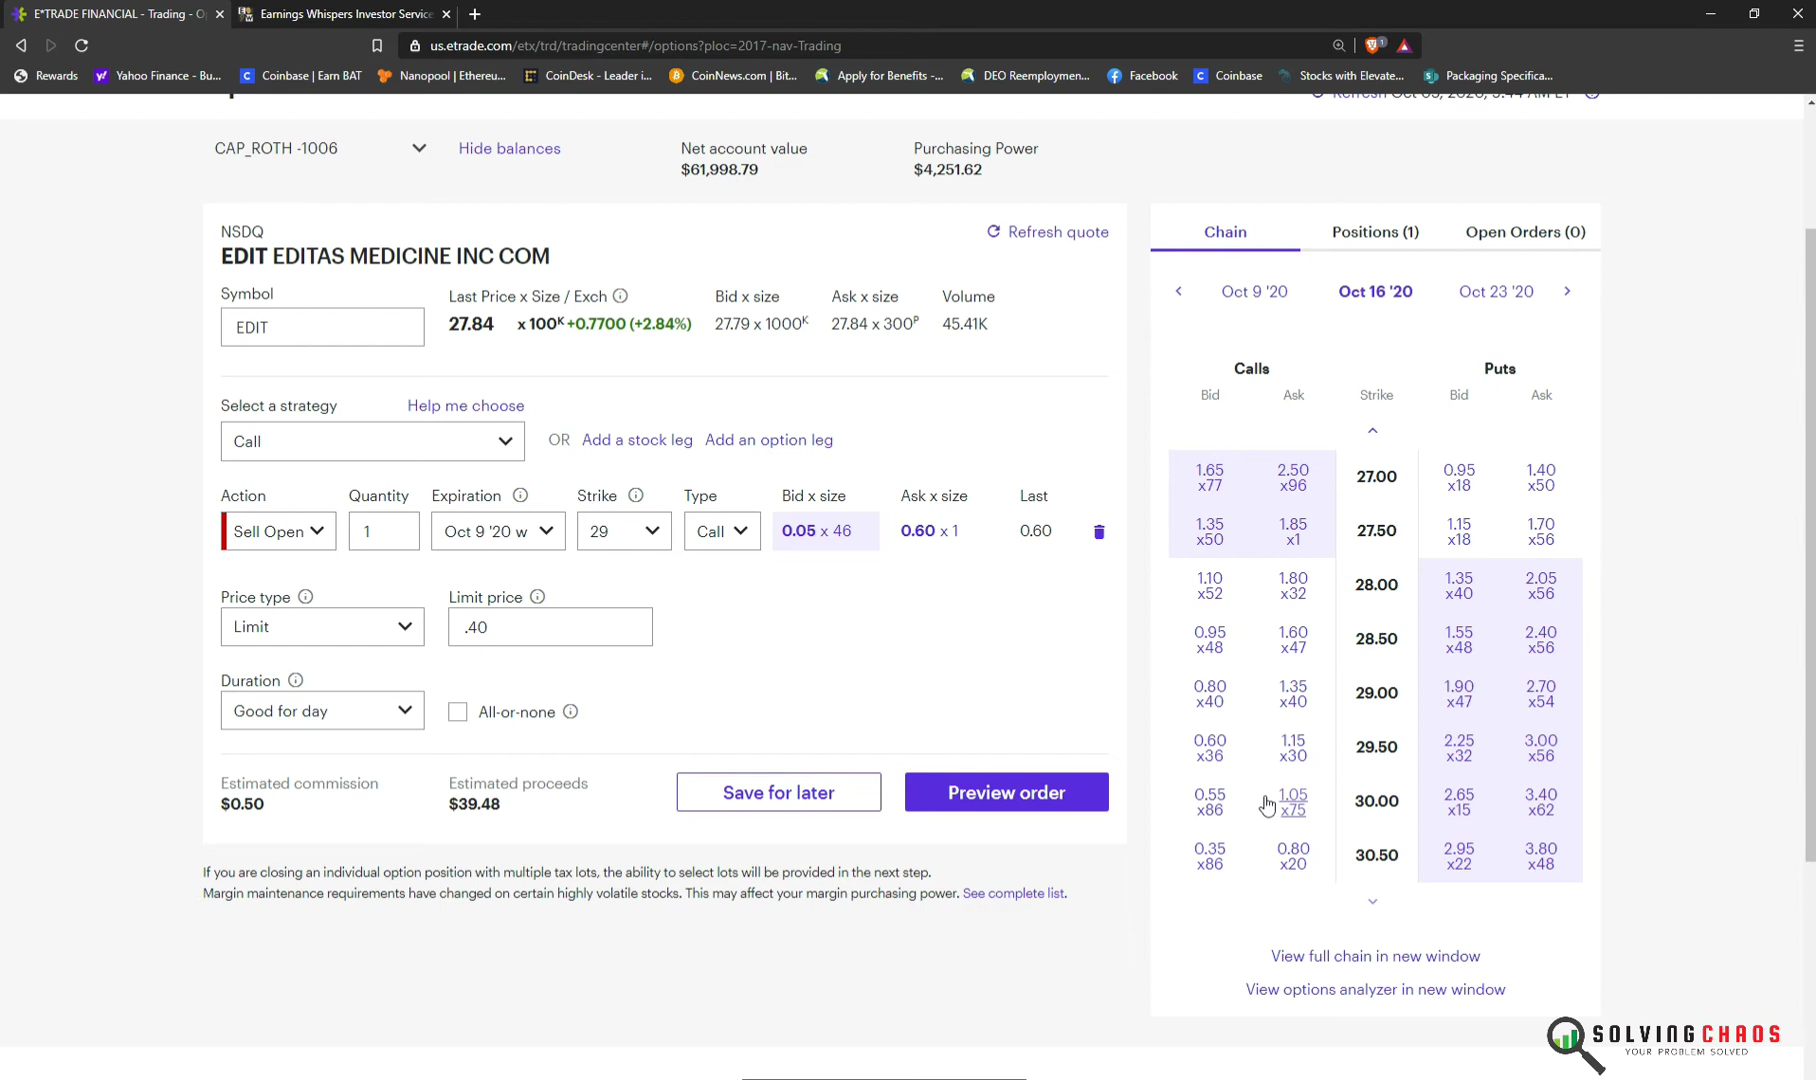 E*TRADE FINANCIAL - Trading - Op
Earnings Whispers Investor Service
us.etrade.com/etx/trd/tradingcenter#/options?ploc=2017-nav-Trading
1
Rewards
Yahoo Finance - Bu...
Coinbase | Earn BAT
Nanopool | Ethereu...
CoinDesk - Leader i...
CoinNews.com | Bit...
Apply for Benefits -...
DEO Reemploymen...
Facebook
Coinbase
Stocks with Elevate...
Packaging Specifica...
CAP_ROTH -1006
Hide balances
Net account value
$61,998.79
Purchasing Power
$4,251.62
NSDQ
Refresh quote
EDIT EDITAS MEDICINE INC COM
Symbol
EDIT
Last Price x Size / Exch
Bid x size
Ask x size
Volume
27.84 x 100K +0.7700 (+2.84%)
27.79 x 1000K
27.84 x 300P
45.41K
Select a strategy
Help me choose
Call
OR
Add a stock leg
Add an option leg
Action
Quantity
Expiration
Strike
Type
Bid x size
Ask x size
Last
Sell Open
1
Oct 9 '20 w
29
Call
0.05 x 46
0.60 x 1
0.60
Price type
Limit price
Limit
.40
Duration
Good for day
All-or-none
Estimated commission
$0.50
Estimated proceeds
$39.48
Save for later
Preview order
If you are closing an individual option position with multiple tax lots, the ability to select lots will be provided in the next step.
Margin maintenance requirements have changed on certain highly volatile stocks. This may affect your margin purchasing power. See complete list.
Chain
Positions (1)
Open Orders (0)
Oct 9 '20
Oct 16 '20
Oct 23 '20
Calls
Puts
Bid
Ask
Strike
Bid
Ask
1.65 2.50 27.00 0.95 1.40
x77 x96 x18 x50
1.35 1.85 27.50 1.15 1.70
x50 x1 x18 x56
1.10 1.80 28.00 1.35 2.05
x52 x32 x40 x56
0.95 1.60 28.50 1.55 2.40
x48 x47 x48 x56
0.80 1.35 29.00 1.90 2.70
x40 x40 x47 x54
0.60 1.15 29.50 2.25 3.00
x36 x30 x32 x56
0.55 1.05 30.00 2.65 3.40
x86 x75 x15 x62
0.35 0.80 30.50 2.95 3.80
x86 x20 x22 x48
View full chain in new window
View options analyzer in new window
SOLVINGCHAOS
YOUR PROBLEM SOLVED